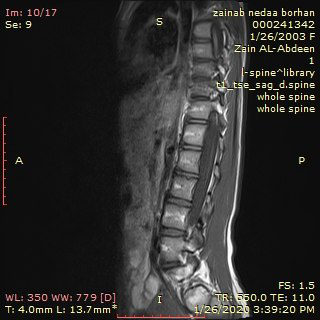 Im: 10/17
Se: 9
zainab nedaa borhan
000241342
1/26/2003 F
Zain AL-Abdeen
1
l-spine^library
t1_tse_sag_d.spine
whole spine
whole spine
S
A
P
I
WL: 350 WW: 779 [D]
T: 4.0mm L: 13.7mm*
FS: 1.5
TR: 550.0 TE: 11.0
1/26/2020 3:39:20 PM